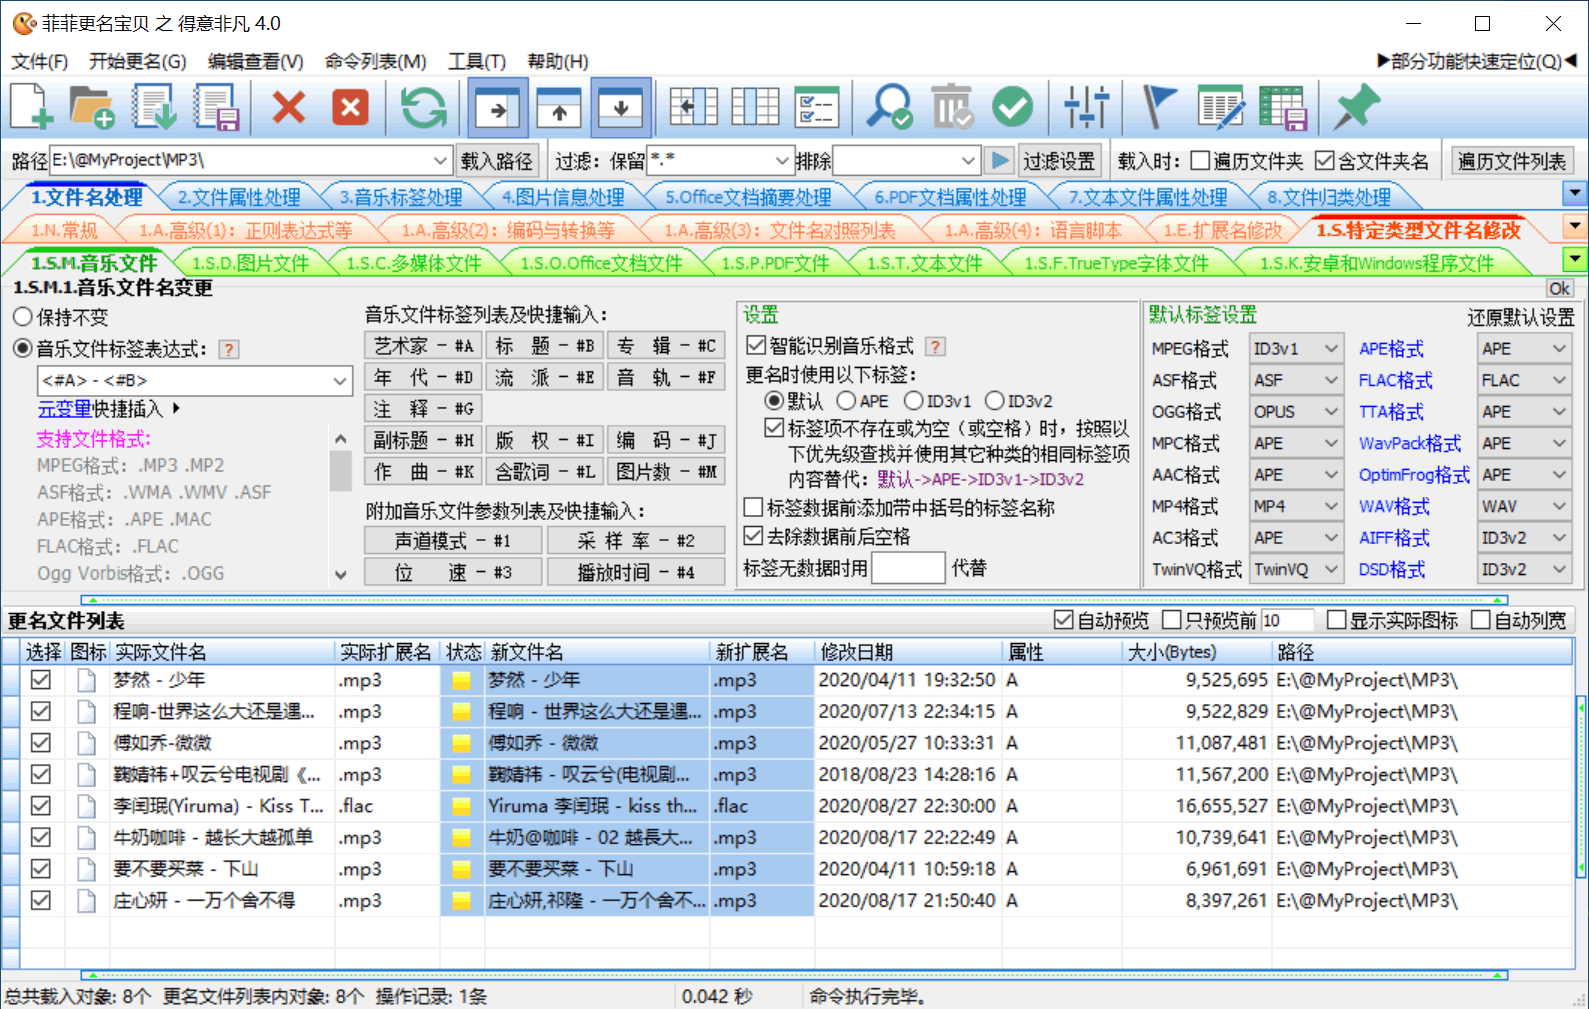 菲菲更名宝贝 之 得意非凡 4.0
文件(F) 开始更名(G) 编辑查看(V) 命令列表(M) 工具(T) 帮助(H) ▶部分功能快速定位(Q)◀
路径 E:\@MyProject\MP3\ 载入路径 过滤: 保留 *.* 排除 过滤设置 载入时: 遍历文件夹 含文件夹名 遍历文件列表
1.文件名处理 2.文件属性处理 3.音乐标签处理 4.图片信息处理 5.Office文档摘要处理 6.PDF文档属性处理 7.文本文件属性处理 8.文件归类处理
1.N.常规 1.A.高级(1): 正则表达式等 1.A.高级(2): 编码与转换等 1.A.高级(3): 文件名对照列表 1.A.高级(4): 语言脚本 1.E.扩展名修改 1.S.特定类型文件名修改
1.S.M.音乐文件 1.S.D.图片文件 1.S.C.多媒体文件 1.S.O.Office文档文件 1.S.P.PDF文件 1.S.T.文本文件 1.S.F.TrueType字体文件 1.S.K.安卓和Windows程序文件
1.S.M.1.音乐文件名变更 Ok
保持不变
音乐文件标签表达式: ?
<#A> - <#B>
元变量快捷插入
支持文件格式:
MPEG格式: .MP3 .MP2
ASF格式: .WMA .WMV .ASF
APE格式: .APE .MAC
FLAC格式: .FLAC
Ogg Vorbis格式: .OGG
音乐文件标签列表及快捷输入:
艺术家 - #A 标 题 - #B 专 辑 - #C
年 代 - #D 流 派 - #E 音 轨 - #F
注 释 - #G
副标题 - #H 版 权 - #I 编 码 - #J
作 曲 - #K 含歌词 - #L 图片数 - #M
附加音乐文件参数列表及快捷输入:
声道模式 - #1 采 样 率 - #2
位 速 - #3 播放时间 - #4
设置
智能识别音乐格式 ?
更名时使用以下标签:
默认 APE ID3v1 ID3v2
标签项不存在或为空（或空格）时，按照以
下优先级查找并使用其它种类的相同标签项
内容替代: 默认->APE->ID3v1->ID3v2
标签数据前添加带中括号的标签名称
去除数据前后空格
标签无数据时用 代替
默认标签设置 还原默认设置
MPEG格式 ID3v1 APE格式 APE
ASF格式 ASF FLAC格式 FLAC
OGG格式 OPUS TTA格式 APE
MPC格式 APE WavPack格式 APE
AAC格式 APE OptimFrog格式 APE
MP4格式 MP4 WAV格式 WAV
AC3格式 APE AIFF格式 ID3v2
TwinVQ格式 TwinVQ DSD格式 ID3v2
更名文件列表 自动预览 只预览前 10 显示实际图标 自动列宽
选择 图标 实际文件名 实际扩展名 状态 新文件名 新扩展名 修改日期 属性 大小(Bytes) 路径
梦然 - 少年 .mp3 梦然 - 少年 .mp3 2020/04/11 19:32:50 A 9,525,695 E:\@MyProject\MP3\
程响-世界这么大还是遇... .mp3 程响 - 世界这么大还是遇... .mp3 2020/07/13 22:34:15 A 9,522,829 E:\@MyProject\MP3\
傅如乔-微微 .mp3 傅如乔 - 微微 .mp3 2020/05/27 10:33:31 A 11,087,481 E:\@MyProject\MP3\
鞠婧祎+叹云兮电视剧《... .mp3 鞠婧祎 - 叹云兮(电视剧... .mp3 2018/08/23 14:28:16 A 11,567,200 E:\@MyProject\MP3\
李闰珉(Yiruma) - Kiss T... .flac Yiruma 李闰珉 - kiss th... .flac 2020/08/27 22:30:00 A 16,655,527 E:\@MyProject\MP3\
牛奶咖啡 - 越长大越孤单 .mp3 牛奶@咖啡 - 02 越長大... .mp3 2020/08/17 22:22:49 A 10,739,641 E:\@MyProject\MP3\
要不要买菜 - 下山 .mp3 要不要买菜 - 下山 .mp3 2020/04/11 10:59:18 A 6,961,691 E:\@MyProject\MP3\
庄心妍 - 一万个舍不得 .mp3 庄心妍,祁隆 - 一万个舍不... .mp3 2020/08/17 21:50:40 A 8,397,261 E:\@MyProject\MP3\
总共载入对象: 8个 更名文件列表内对象: 8个 操作记录: 1条 0.042 秒 命令执行完毕。